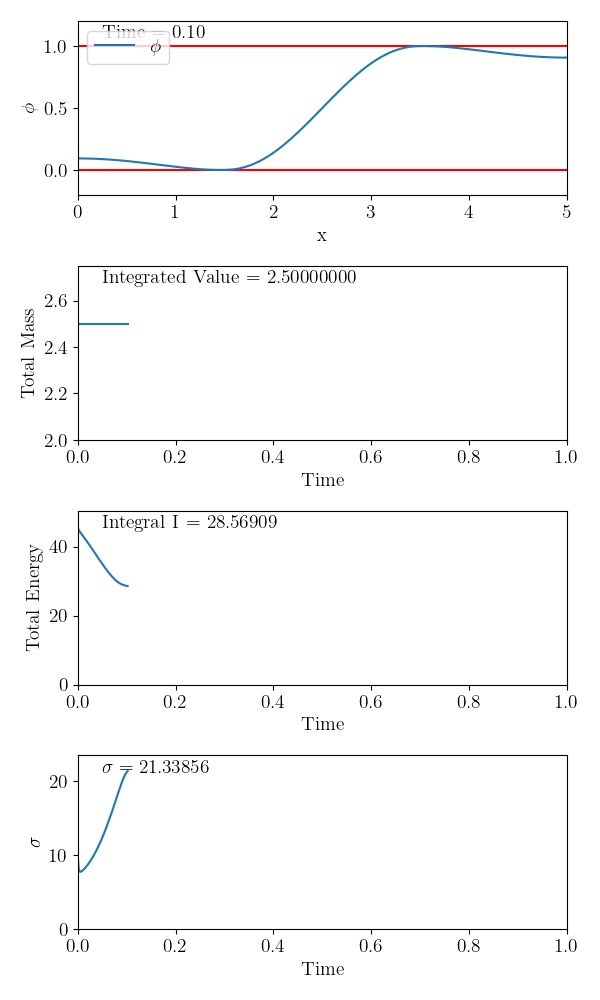 Time = 0.10
ϕ
1.0
0.5
0.0
ϕ
0 1 2 3 4 5
x
Integrated Value = 2.50000000
2.6
2.4
2.2
2.0
Total Mass
0.0 0.2 0.4 0.6 0.8 1.0
Time
Integral I = 28.56909
40
20
0
Total Energy
0.0 0.2 0.4 0.6 0.8 1.0
Time
σ = 21.33856
20
10
0
σ
0.0 0.2 0.4 0.6 0.8 1.0
Time